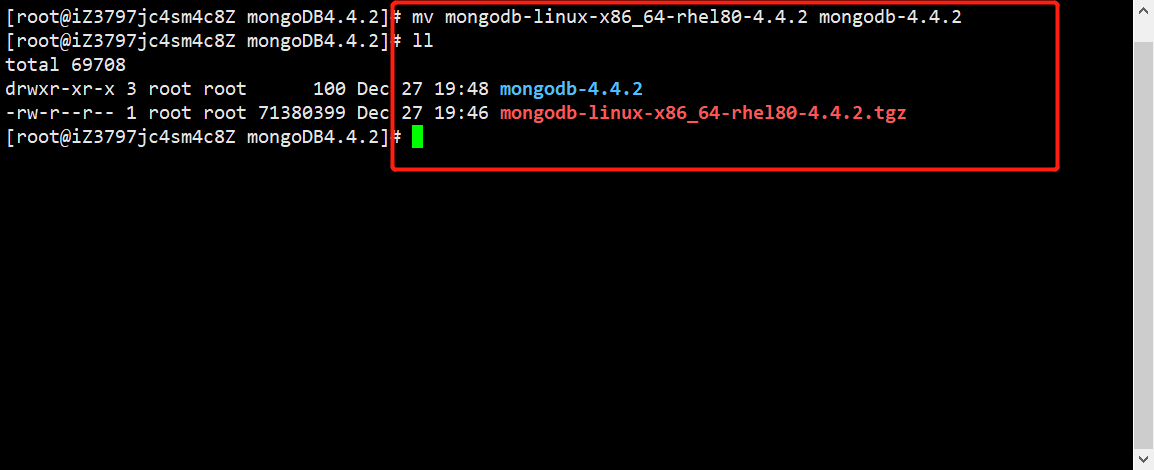 [root@iZ3797jc4sm4c8Z mongoDB4.4.2]# mv mongodb-linux-x86_64-rhel80-4.4.2 mongodb-4.4.2
[root@iZ3797jc4sm4c8Z mongoDB4.4.2]# ll
total 69708
drwxr-xr-x 3 root root      100 Dec 27 19:48 mongodb-4.4.2
-rw-r--r-- 1 root root 71380399 Dec 27 19:46 mongodb-linux-x86_64-rhel80-4.4.2.tgz
[root@iZ3797jc4sm4c8Z mongoDB4.4.2]#